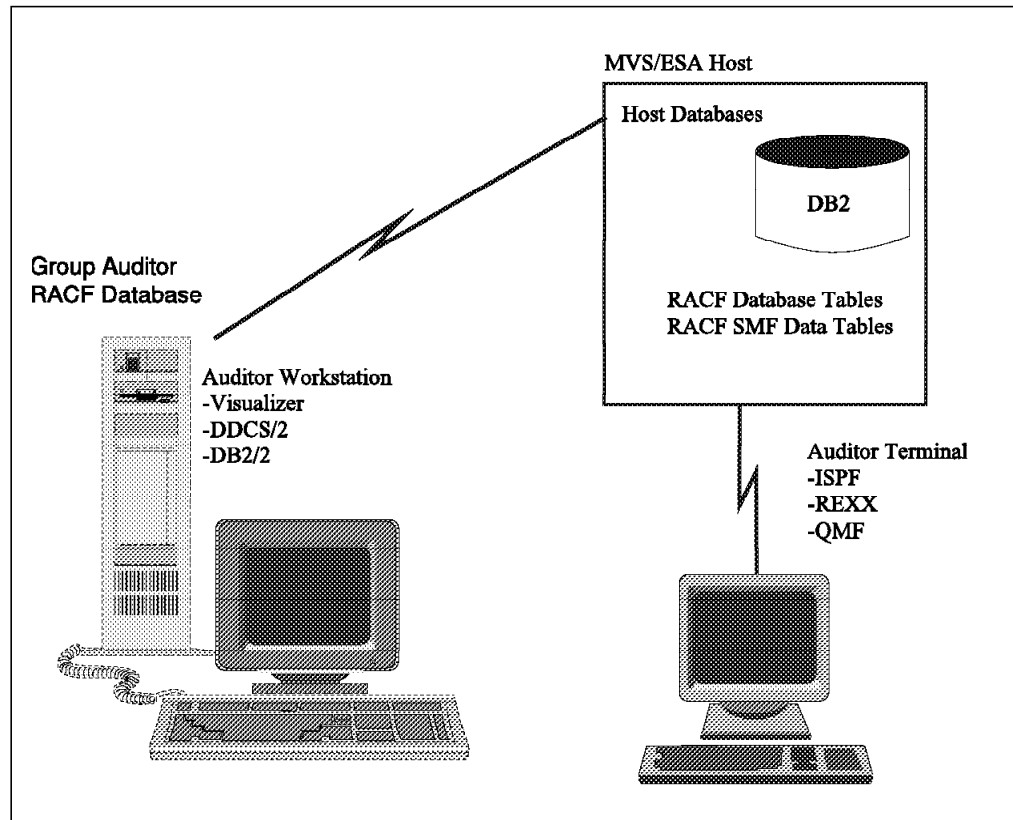 MVS/ESA Host
Host Databases
DB2
RACF Database Tables
RACF SMF Data Tables
Group Auditor
RACF Database
Auditor Workstation
-Visualizer
-DDCS/2
-DB2/2
Auditor Terminal
-ISPF
-REXX
-QMF